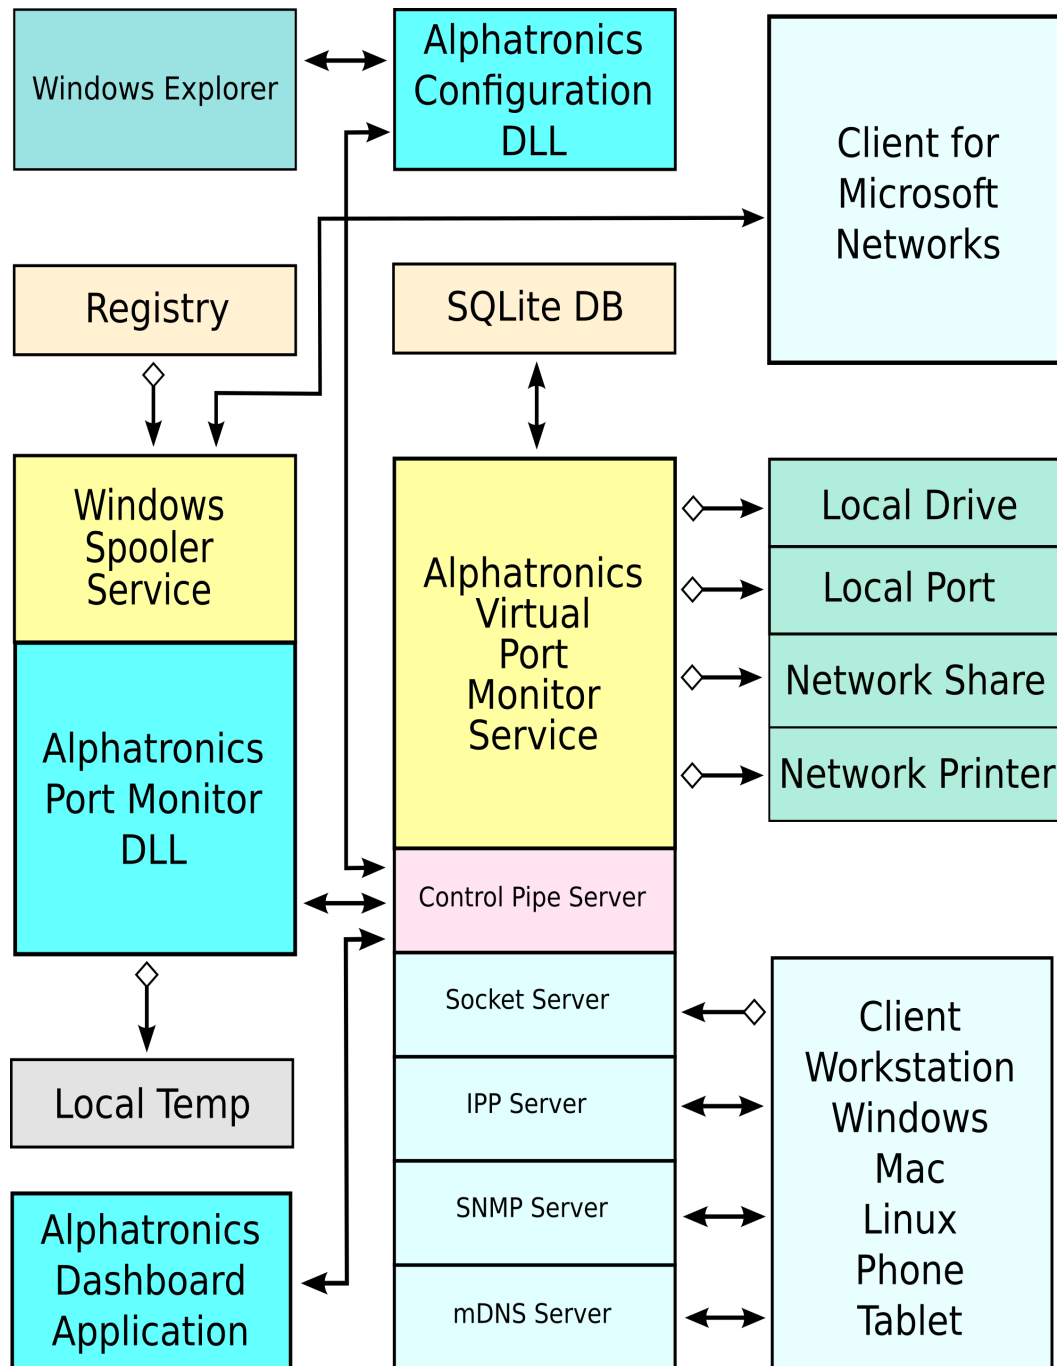 Windows Explorer
Alphatronics
Configuration
DLL
Client for
Microsoft
Networks
Registry
SQLite DB
Windows
Spooler
Service
Alphatronics
Port Monitor
DLL
Alphatronics
Virtual
Port
Monitor
Service
Local Drive
Local Port
Network Share
Network Printer
Control Pipe Server
Socket Server
IPP Server
SNMP Server
mDNS Server
Local Temp
Alphatronics
Dashboard
Application
Client
Workstation
Windows
Mac
Linux
Phone
Tablet